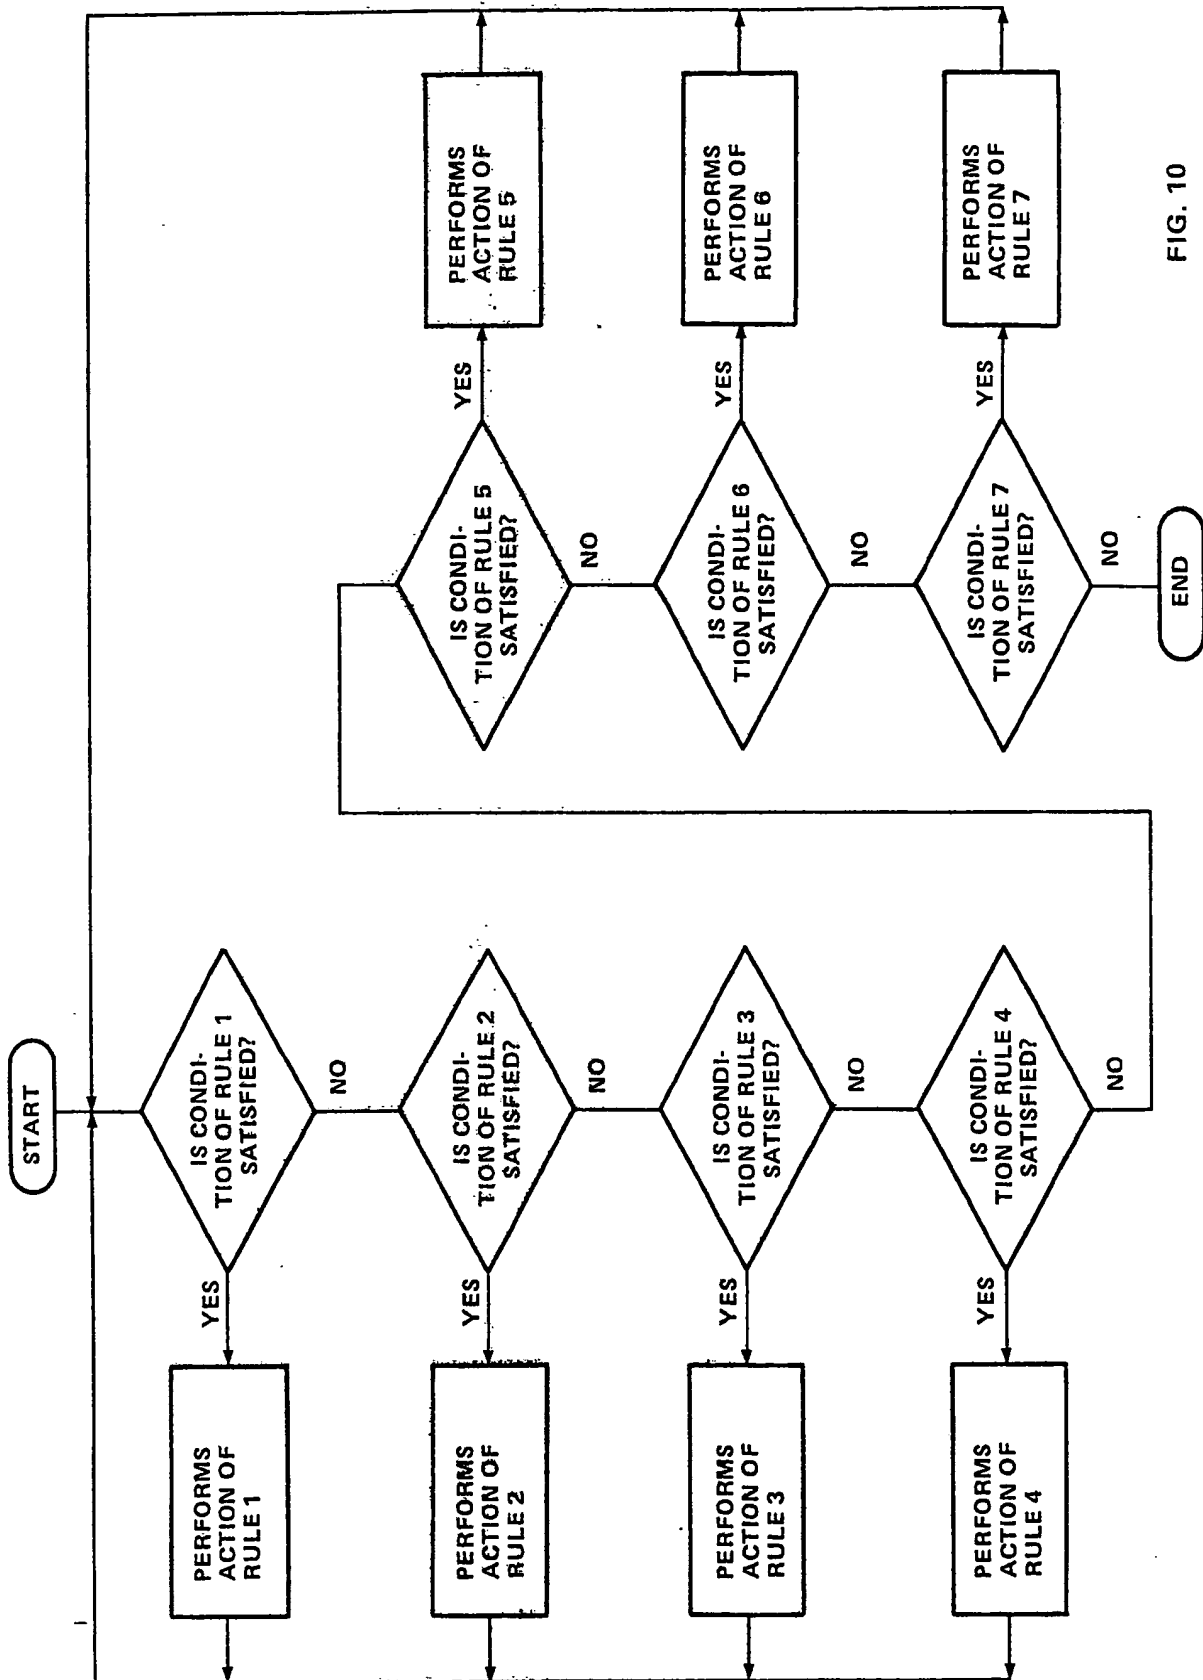 START
IS CONDI-
TION OF RULE 1
SATISFIED?
YES
NO
PERFORMS
ACTION OF
RULE 1
IS CONDI-
TION OF RULE 2
SATISFIED?
YES
NO
PERFORMS
ACTION OF
RULE 2
IS CONDI-
TION OF RULE 3
SATISFIED?
YES
NO
PERFORMS
ACTION OF
RULE 3
IS CONDI-
TION OF RULE 4
SATISFIED?
YES
NO
PERFORMS
ACTION OF
RULE 4
IS CONDI-
TION OF RULE 5
SATISFIED?
YES
NO
PERFORMS
ACTION OF
RULE 5
IS CONDI-
TION OF RULE 6
SATISFIED?
YES
NO
PERFORMS
ACTION OF
RULE 6
IS CONDI-
TION OF RULE 7
SATISFIED?
YES
NO
PERFORMS
ACTION OF
RULE 7
END
FIG. 10